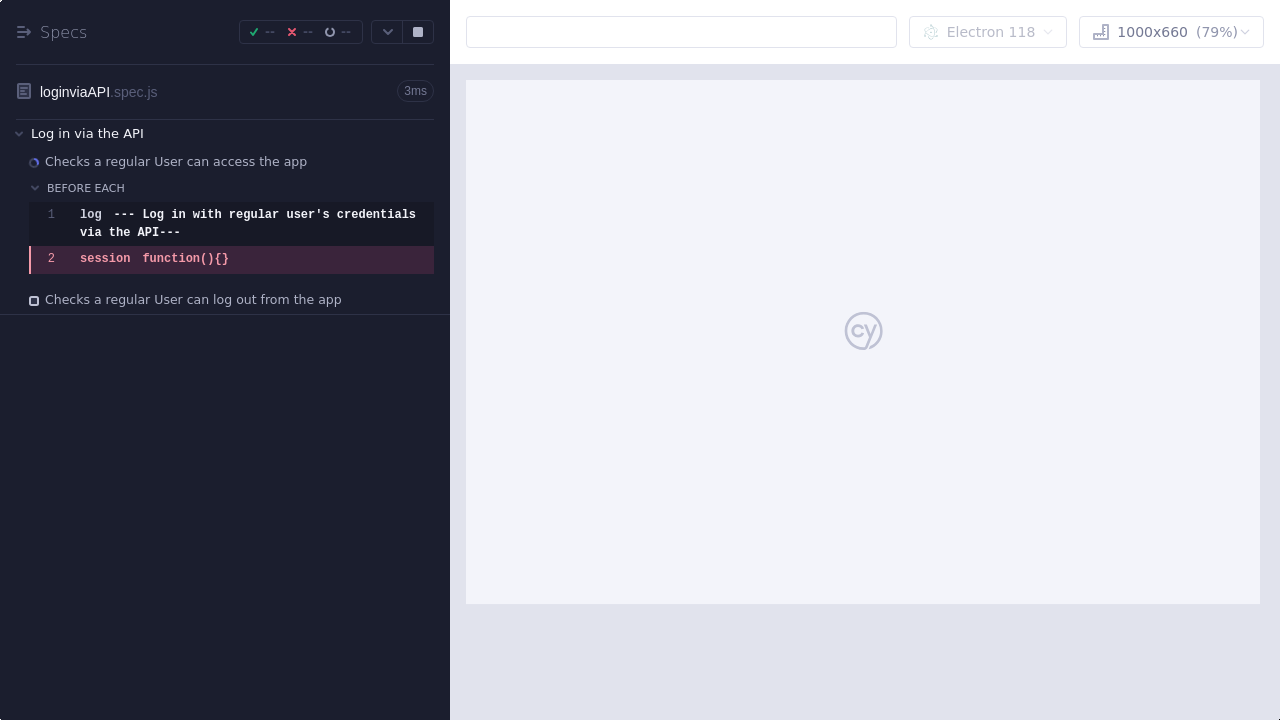 Specs
-- -- --
loginviaAPI.spec.js 3ms
Log in via the API
Checks a regular User can access the app
BEFORE EACH
1 log --- Log in with regular user's credentials
via the API---
2 session function(){}
Checks a regular User can log out from the app
Electron 118
1000x660 (79%)
cy